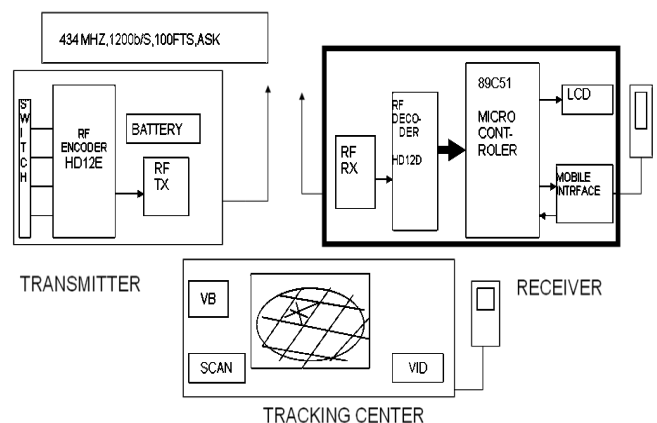 434 MHZ,1200b/S,100FTS,ASK
SWITCH
RF
ENCODER
HD12E
BATTERY
RF
TX
TRANSMITTER
RF
RX
RF
DECO-
DER
HD12D
89C51
MICRO
CONT-
ROLER
LCD
MOBILE
INTRFACE
RECEIVER
VB
SCAN
VID
TRACKING CENTER